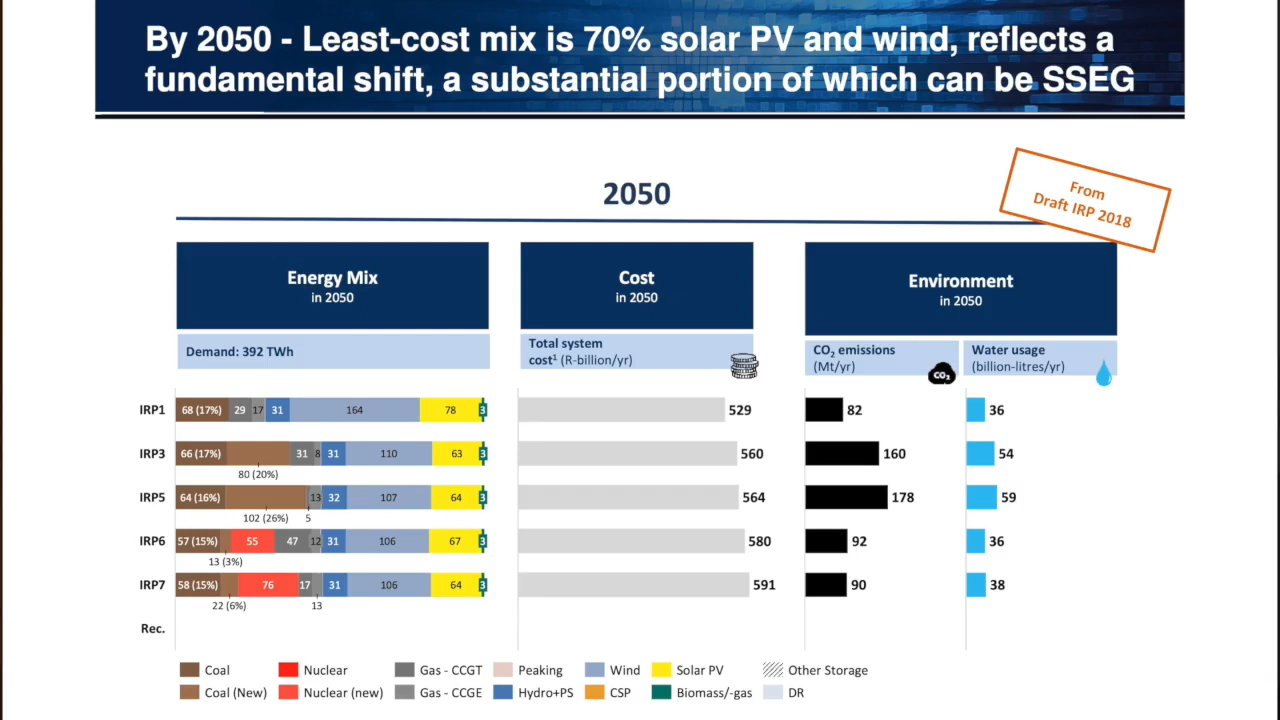 By 2050 - Least-cost mix is 70% solar PV and wind, reflects a
fundamental shift, a substantial portion of which can be SSEG
From
Draft IRP 2018
2050
Energy Mix
in 2050
Cost
in 2050
Environment
in 2050
Demand: 392 TWh
Total system
cost¹ (R-billion/yr)
CO₂ emissions
(Mt/yr)
CO₂
Water usage
(billion-litres/yr)
IRP1 68 (17%) 29 17 31 164 78 3 529 82 36
IRP3 66 (17%) 31 8 31 110 63 3 560 160 54
80 (20%)
IRP5 64 (16%) 13 32 107 64 3 564 178 59
102 (26%) 5
IRP6 57 (15%) 55 47 12 31 106 67 3 580 92 36
13 (3%)
IRP7 58 (15%) 76 17 31 106 64 3 591 90 38
22 (6%) 13
Rec.
Coal Nuclear Gas - CCGT Peaking Wind Solar PV Other Storage
Coal (New) Nuclear (new) Gas - CCGE Hydro+PS CSP Biomass/-gas DR